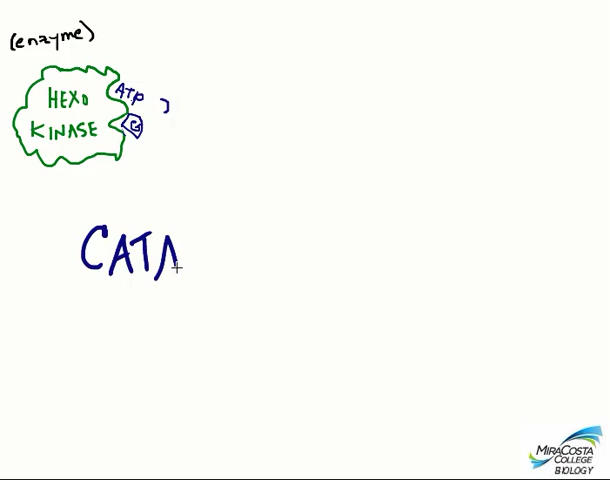 (enzyme)
HEXO
KINASE
ATP
G
CATA
MIRACOSTA
COLLEGE
BIOLOGY